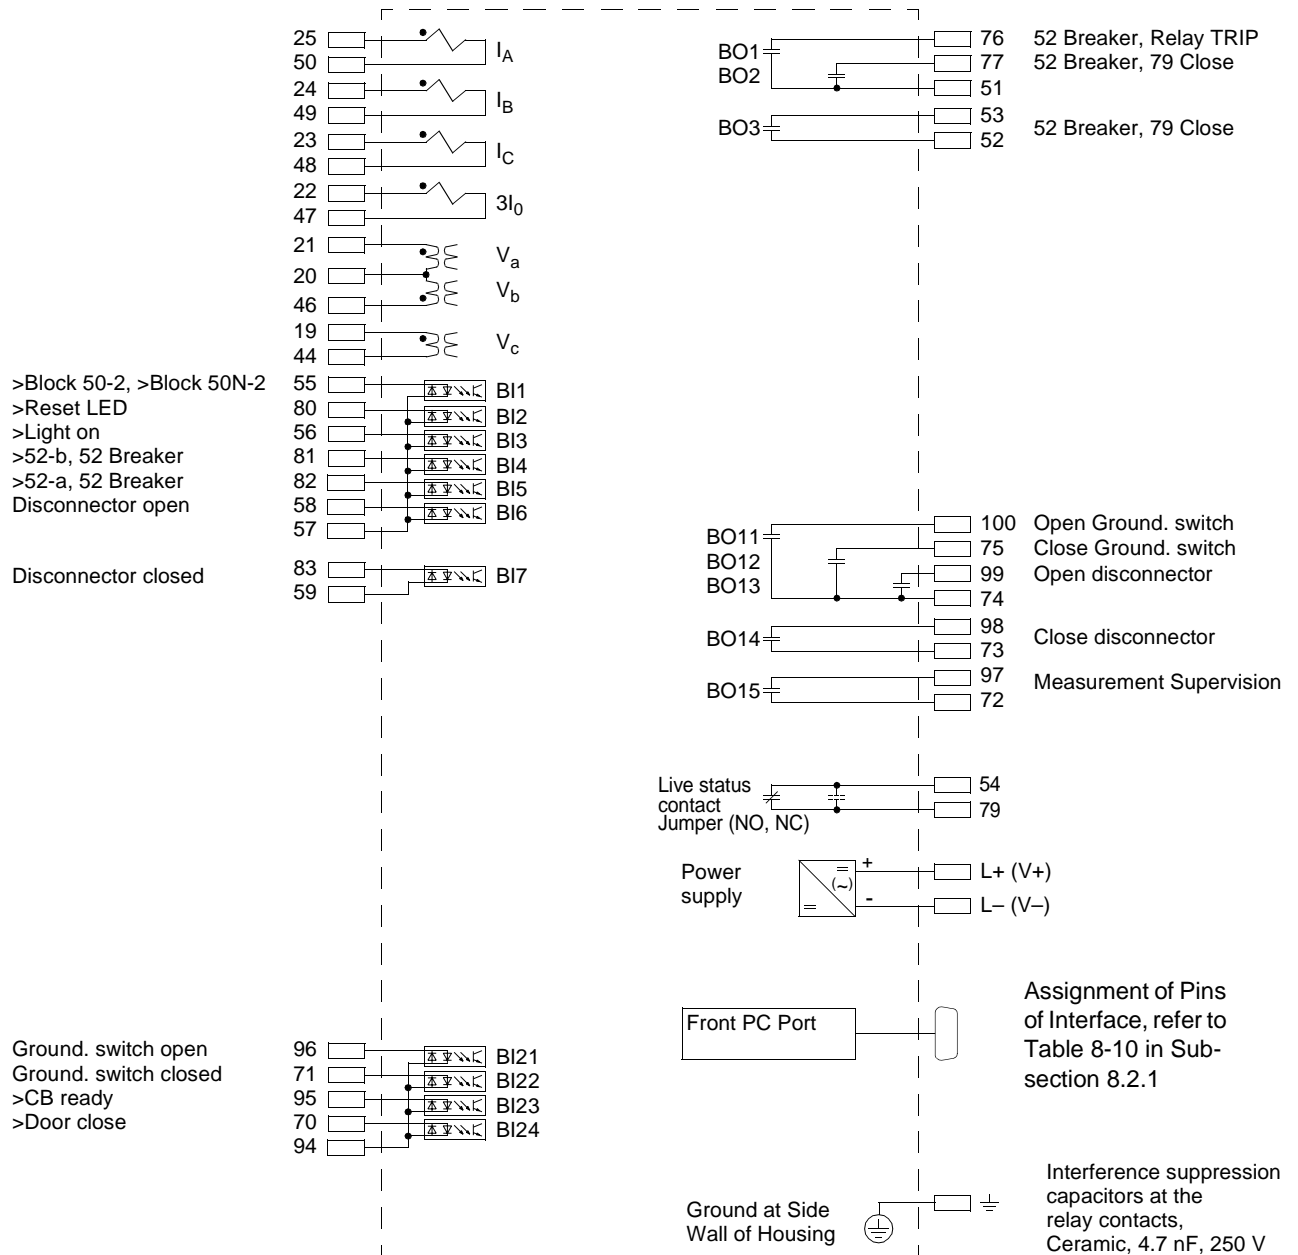 25
50
I_A
24
49
I_B
23
48
I_C
22
47
3I_0
21
20
V_a
46
V_b
19
44
V_c
>Block 50-2, >Block 50N-2 55 BI1
>Reset LED 80 BI2
>Light on 56 BI3
>52-b, 52 Breaker 81 BI4
>52-a, 52 Breaker 82 BI5
Disconnector open 58 BI6
57
Disconnector closed 83 BI7
59
Ground. switch open 96 BI21
Ground. switch closed 71 BI22
>CB ready 95 BI23
>Door close 70 BI24
94
BO1 76 52 Breaker, Relay TRIP
BO2 77 52 Breaker, 79 Close
51
BO3 53
52 Breaker, 79 Close
52
BO11 100 Open Ground. switch
BO12 75 Close Ground. switch
BO13 99 Open disconnector
74
BO14 98
Close disconnector
73
BO15 97
Measurement Supervision
72
Live status
contact
Jumper (NO, NC)
54
79
Power
supply
=
(~)
=
+
-
L+ (V+)
L– (V–)
Front PC Port
Assignment of Pins
of Interface, refer to
Table 8-10 in Sub-
section 8.2.1
Ground at Side
Wall of Housing
Interference suppression
capacitors at the
relay contacts,
Ceramic, 4.7 nF, 250 V